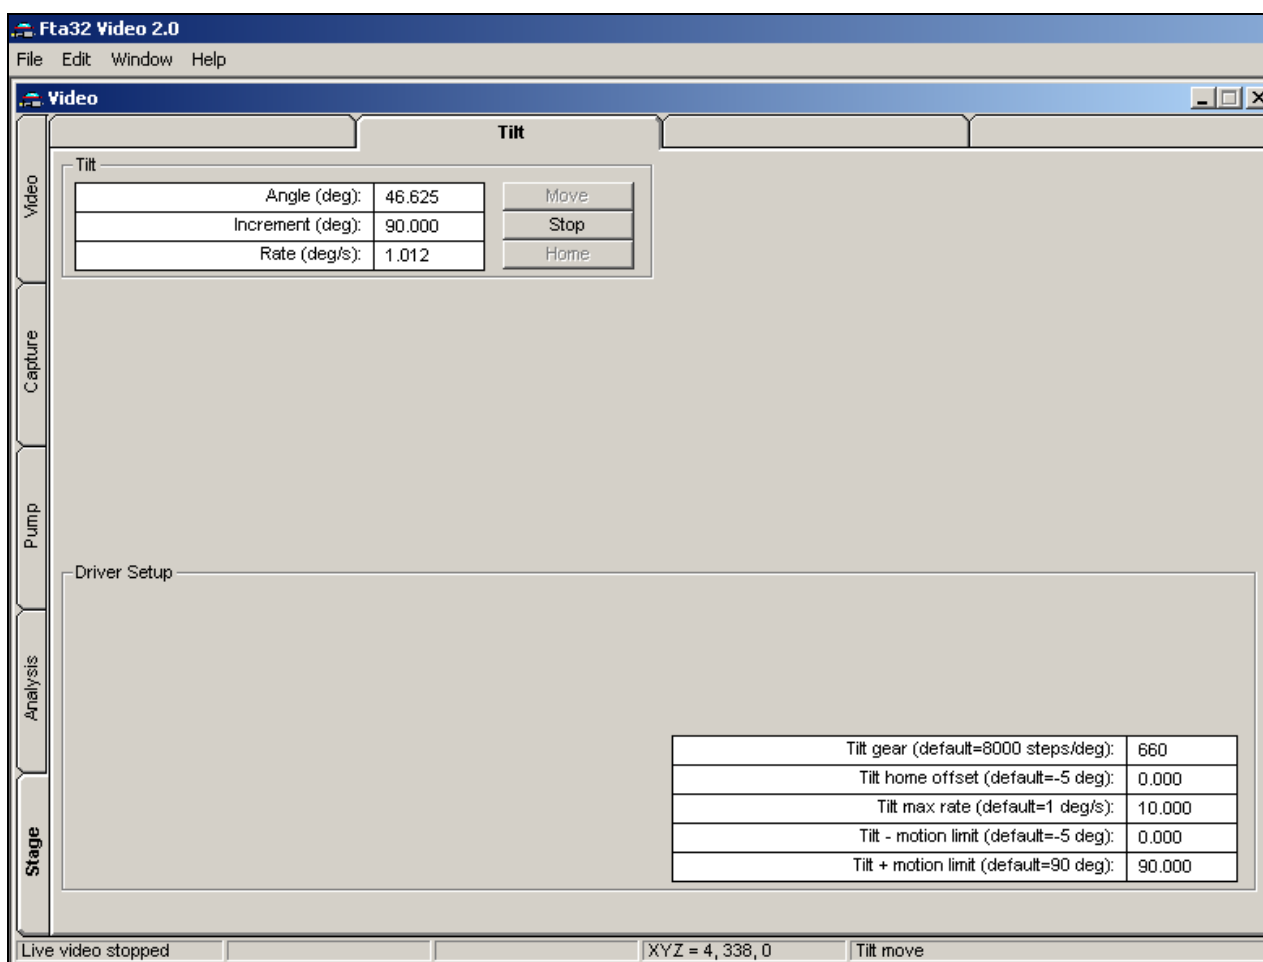 Fta32 Video 2.0
File Edit Window Help
Video
Tilt
Video
Capture
Pump
Analysis
Stage
Tilt
Angle (deg): 46.625 Move
Increment (deg): 90.000 Stop
Rate (deg/s): 1.012 Home
Driver Setup
Tilt gear (default=8000 steps/deg): 660
Tilt home offset (default=-5 deg): 0.000
Tilt max rate (default=1 deg/s): 10.000
Tilt - motion limit (default=-5 deg): 0.000
Tilt + motion limit (default=90 deg): 90.000
Live video stopped XYZ = 4, 338, 0 Tilt move